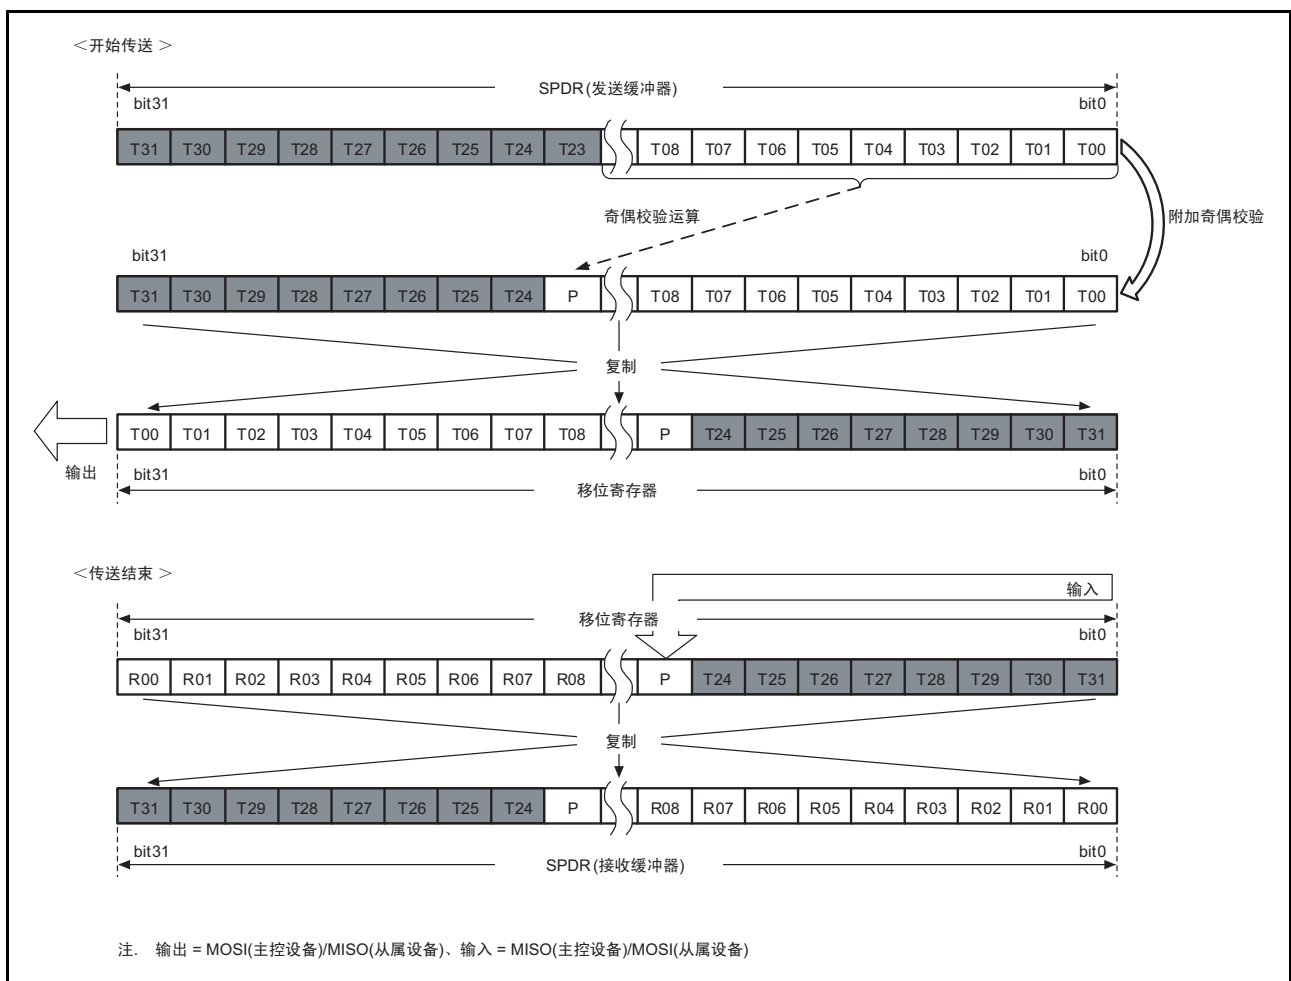 ＜开始传送 ＞
SPDR (发送缓冲器)
bit31 bit0
T31 T30 T29 T28 T27 T26 T25 T24 T23 T08 T07 T06 T05 T04 T03 T02 T01 T00
奇偶校验运算 附加奇偶校验
bit31 bit0
T31 T30 T29 T28 T27 T26 T25 T24 P T08 T07 T06 T05 T04 T03 T02 T01 T00
复制
T00 T01 T02 T03 T04 T05 T06 T07 T08 P T24 T25 T26 T27 T28 T29 T30 T31
输出 bit31 bit0
移位寄存器
＜传送结束 ＞
输入
移位寄存器
bit31 bit0
R00 R01 R02 R03 R04 R05 R06 R07 R08 P T24 T25 T26 T27 T28 T29 T30 T31
复制
T31 T30 T29 T28 T27 T26 T25 T24 P R08 R07 R06 R05 R04 R03 R02 R01 R00
bit31 bit0
SPDR (接收缓冲器)
注. 输出 = MOSI(主控设备)/MISO(从属设备)、输入 = MISO(主控设备)/MOSI(从属设备)